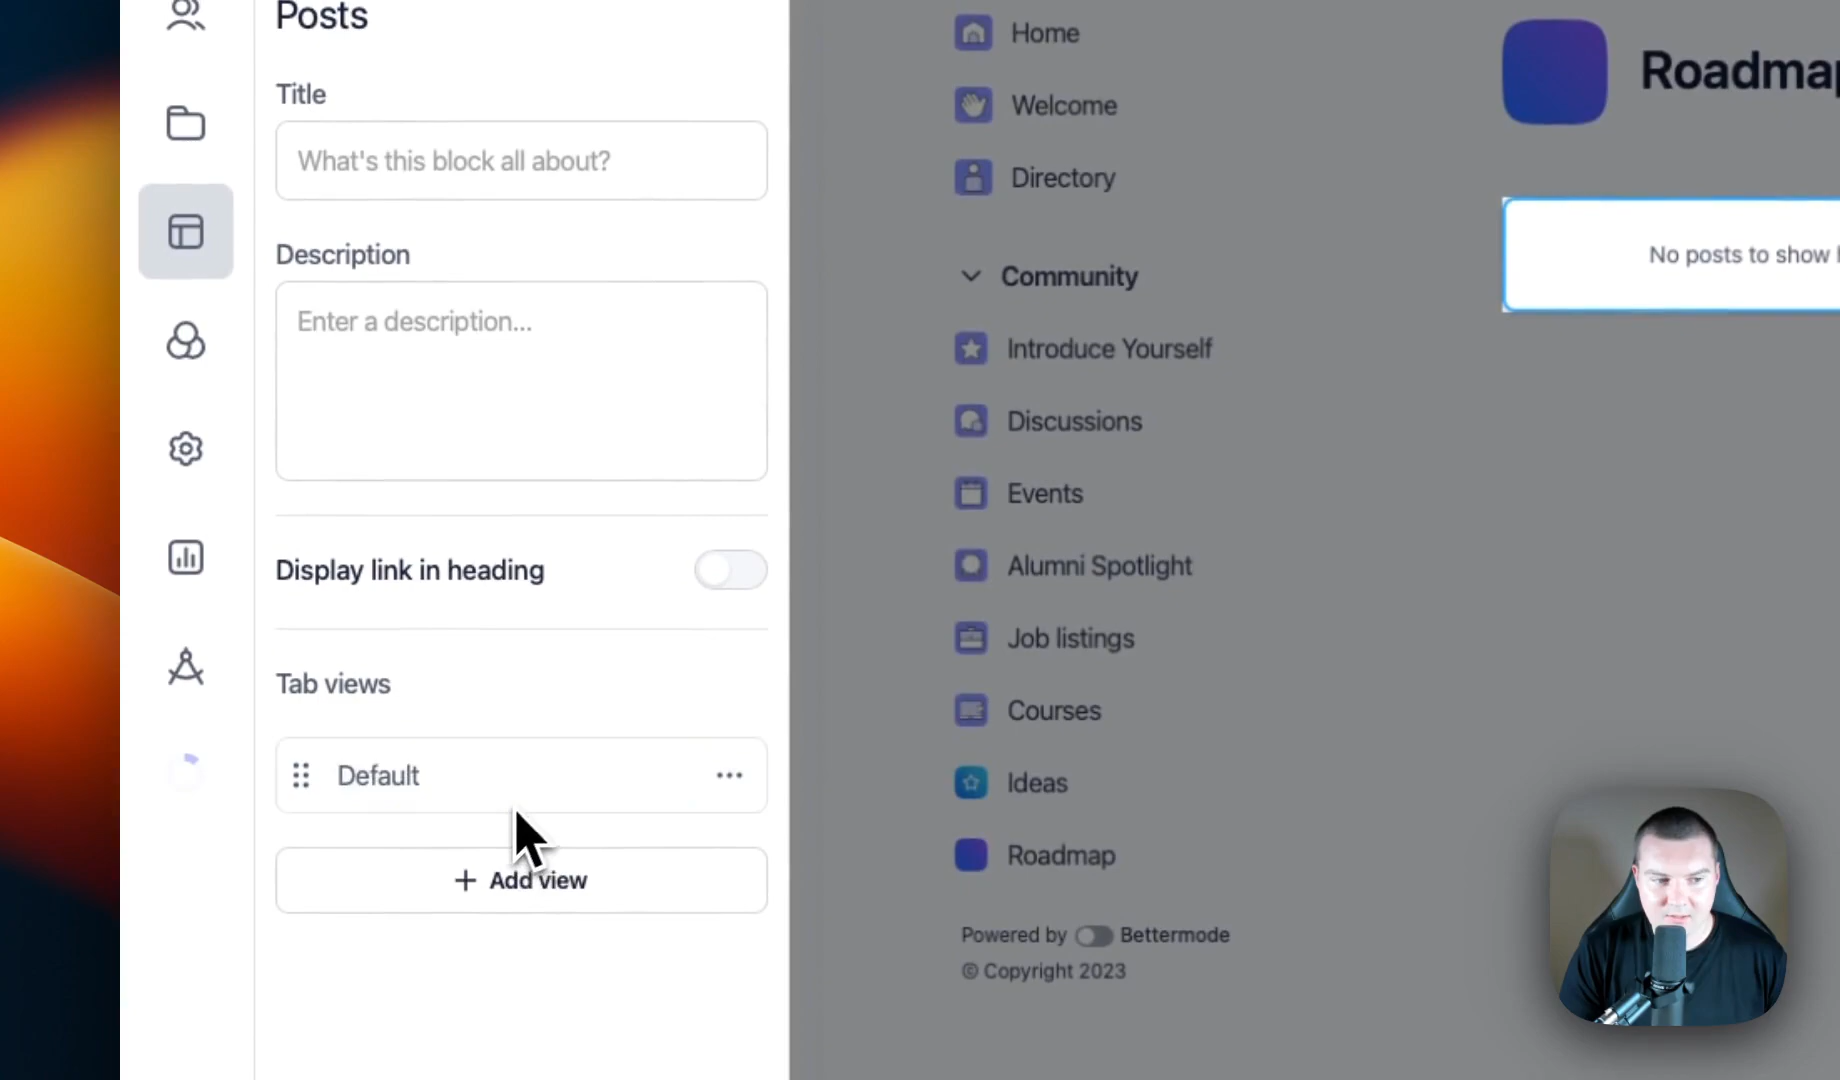 Posts
Title
What's this block all about?
Description
Enter a description...
Display link in heading
Tab views
Default
Add view
Home
Welcome
Directory
Community
Introduce Yourself
Discussions
Events
Alumni Spotlight
Job listings
Courses
Ideas
Roadmap
Powered by Bettermode
© Copyright 2023
Roadmap
No posts to show